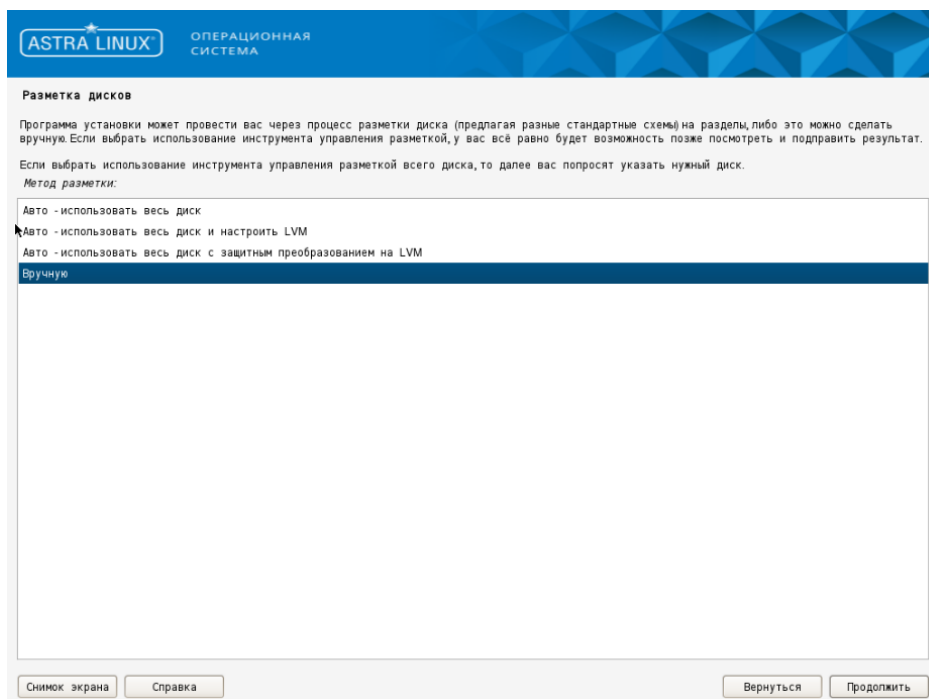 ASTRA LINUX®
ОПЕРАЦИОННАЯ
СИСТЕМА
Разметка дисков
Программа установки может провести вас через процесс разметки диска (предлагая разные стандартные схемы) на разделы, либо это можно сделать
вручную. Если выбрать использование инструмента управления разметкой, у вас всё равно будет возможность позже посмотреть и подправить результат.
Если выбрать использование инструмента управления разметкой всего диска, то далее вас попросят указать нужный диск.
Метод разметки:
Авто - использовать весь диск
Авто - использовать весь диск и настроить LVM
Авто - использовать весь диск с защитным преобразованием на LVM
Вручную
Снимок экрана
Справка
Вернуться
Продолжить